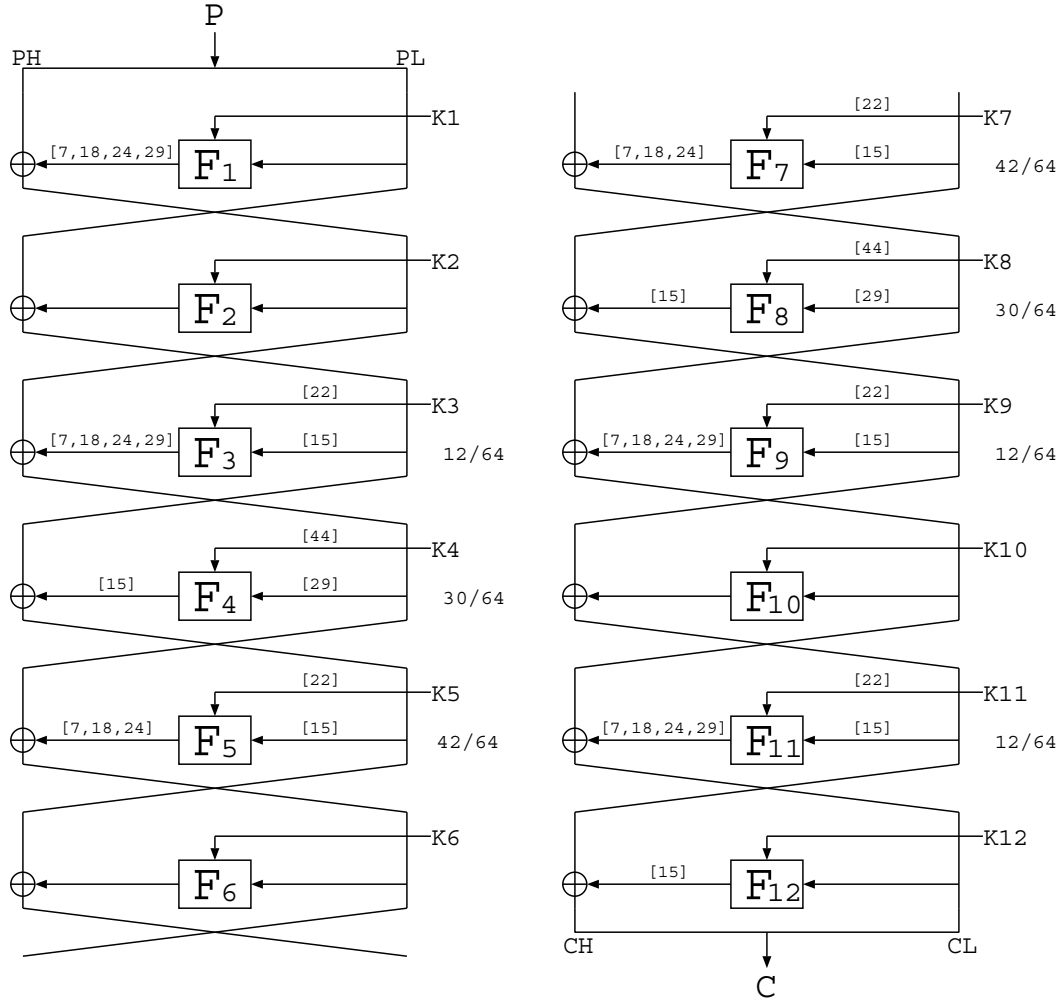 P
PH PL
K1
[7,18,24,29] F1
K2
F2
[22] K3
[7,18,24,29] F3 [15] 12/64
[44] K4
[15] F4 [29] 30/64
[22] K5
[7,18,24] F5 [15] 42/64
K6
F6
[22] K7
[7,18,24] F7 [15] 42/64
[44] K8
[15] F8 [29] 30/64
[22] K9
[7,18,24,29] F9 [15] 12/64
K10
F10
[22] K11
[7,18,24,29] F11 [15] 12/64
K12
[15] F12
CH CL
C